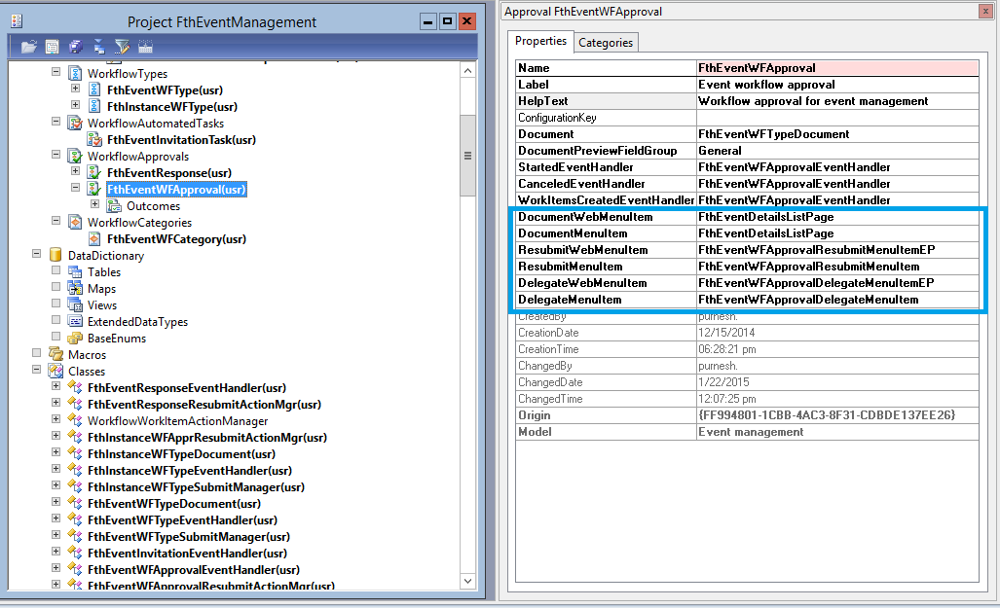 Project FthEventManagement
WorkflowTypes
FthEventWFType(usr)
FthInstanceWFType(usr)
WorkflowAutomatedTasks
FthEventInvitationTask(usr)
WorkflowApprovals
FthEventResponse(usr)
FthEventWFApproval(usr)
Outcomes
WorkflowCategories
FthEventWFCategory(usr)
DataDictionary
Tables
Maps
Views
ExtendedDataTypes
BaseEnums
Macros
Classes
FthEventResponseEventHandler(usr)
FthEventResponseResubmitActionMgr(usr)
WorkflowWorkItemActionManager
FthInstanceWFApprResubmitActionMgr(usr)
FthInstanceWFTypeDocument(usr)
FthInstanceWFTypeEventHandler(usr)
FthInstanceWFTypeSubmitManager(usr)
FthEventWFTypeDocument(usr)
FthEventWFTypeEventHandler(usr)
FthEventWFTypeSubmitManager(usr)
FthEventInvitationEventHandler(usr)
FthEventWFApprovalEventHandler(usr)
FthEventWFApprovalResubmitActionMgr(usr)
Approval FthEventWFApproval
Properties Categories
Name FthEventWFApproval
Label Event workflow approval
HelpText Workflow approval for event management
ConfigurationKey
Document FthEventWFTypeDocument
DocumentPreviewFieldGroup General
StartedEventHandler FthEventWFApprovalEventHandler
CanceledEventHandler FthEventWFApprovalEventHandler
WorkItemsCreatedEventHandler FthEventWFApprovalEventHandler
DocumentWebMenuItem FthEventDetailsListPage
DocumentMenuItem FthEventDetailsListPage
ResubmitWebMenuItem FthEventWFApprovalResubmitMenuItemEP
ResubmitMenuItem FthEventWFApprovalResubmitMenuItem
DelegateWebMenuItem FthEventWFApprovalDelegateMenuItemEP
DelegateMenuItem FthEventWFApprovalDelegateMenuItem
CreatedBy purnesh.
CreationDate 12/15/2014
CreationTime 06:28:21 pm
ChangedBy purnesh.
ChangedDate 1/22/2015
ChangedTime 12:07:25 pm
Origin {FF994801-1CBB-4AC3-8F31-CDBDE137EE26}
Model Event management